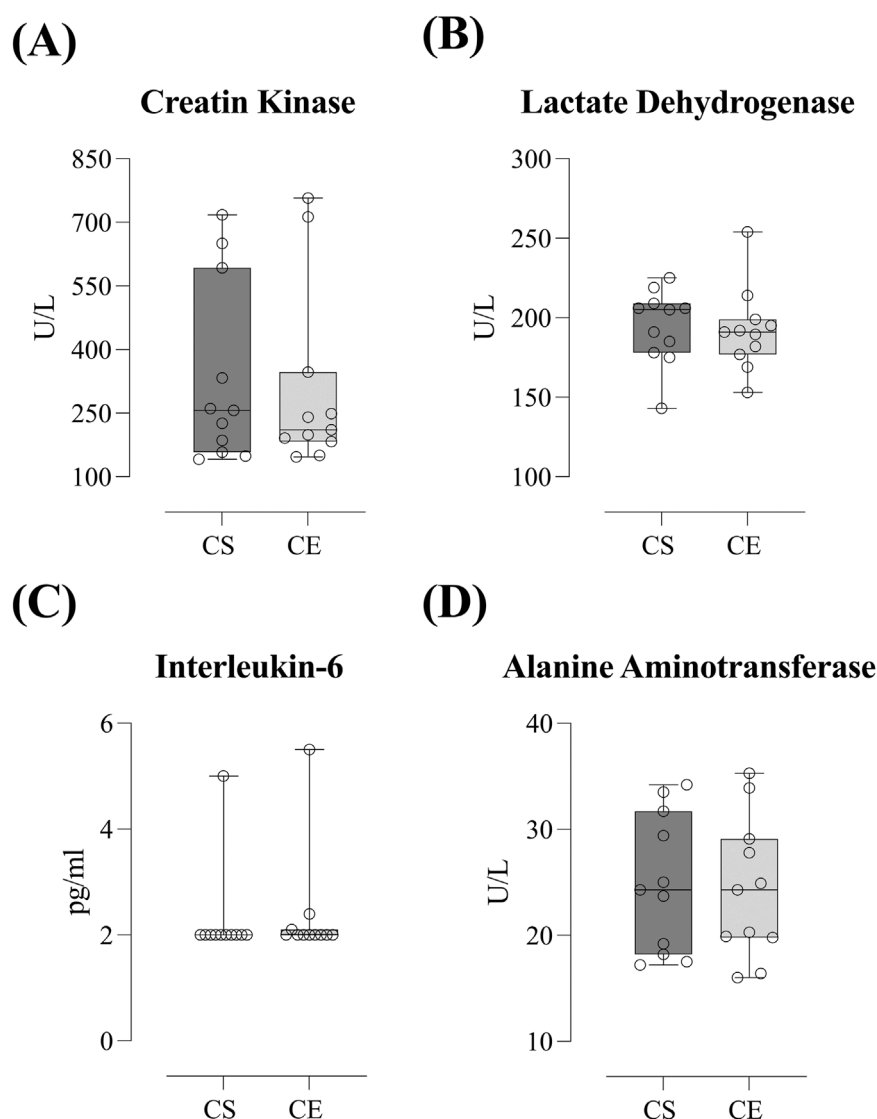 (A)
Creatin Kinase
850
700
550
400
250
100
U/L
CS
CE
(B)
Lactate Dehydrogenase
300
250
200
150
100
U/L
CS
CE
(C)
Interleukin-6
6
4
2
0
pg/ml
CS
CE
(D)
Alanine Aminotransferase
40
30
20
10
U/L
CS
CE